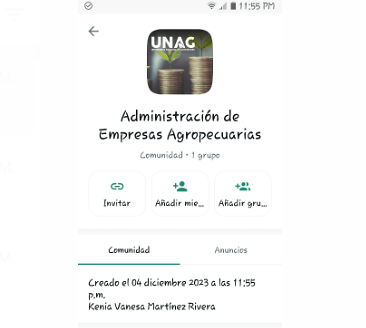 11:55 PM
UNAG
Administración de
Empresas Agropecuarias
Comunidad • 1 grupo
Invitar
Añadir mie...
Añadir gru...
Comunidad
Anuncios
Creado el 04 diciembre 2023 a las 11:55
p.m.
Kenia Vanesa Martínez Rivera